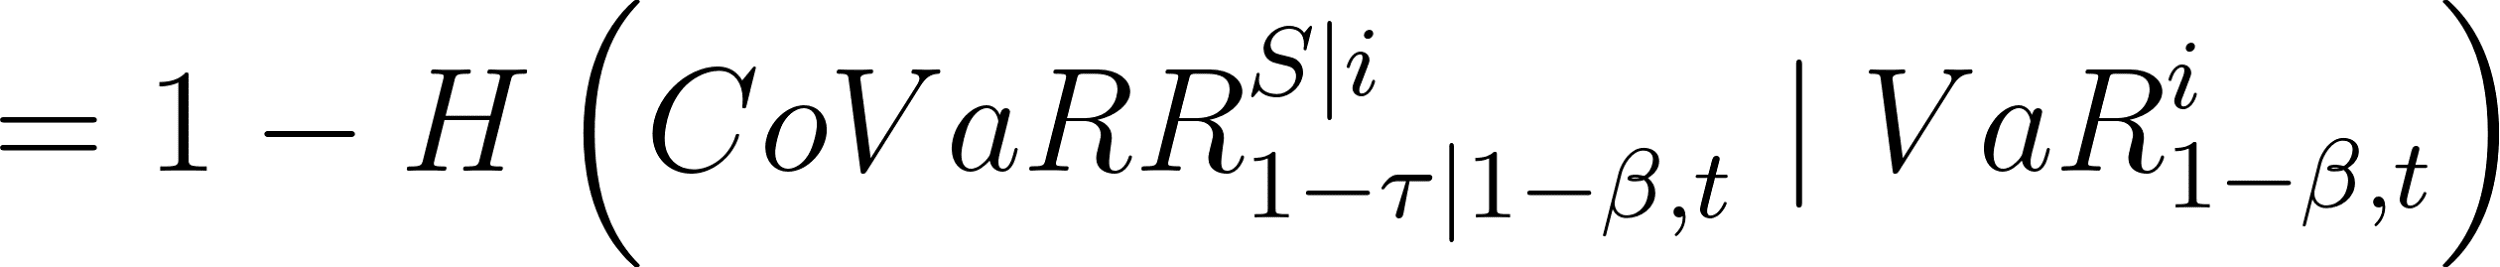 = 1 − H ( CoVaRR^{S|i}_{1−τ|1−β,t} | VaR^{i}_{1−β,t} )